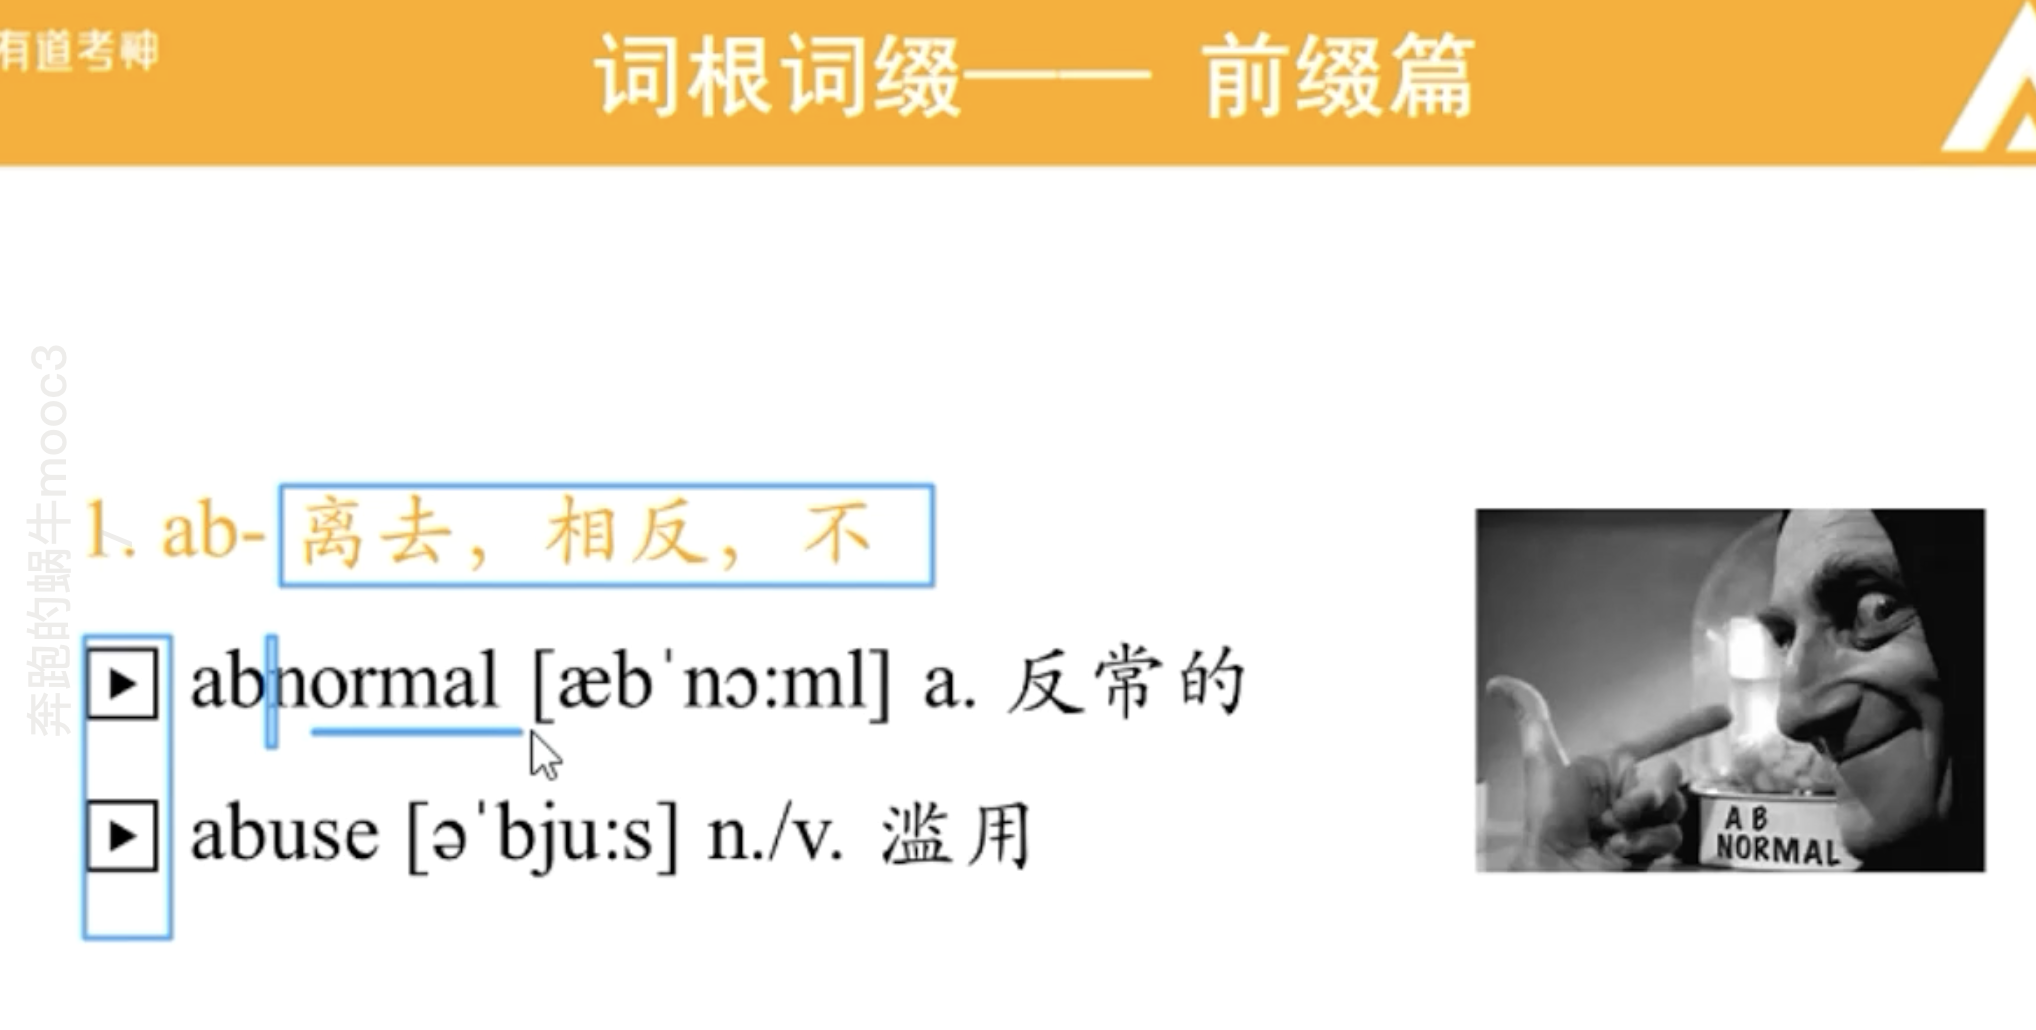 有道考神
词根词缀—— 前缀篇
奔跑的蜗牛mooc3
1. ab- 离去，相反，不
abnormal [æbˈnɔ:ml] a. 反常的
abuse [əˈbju:s] n./v. 滥用
A B
NORMAL